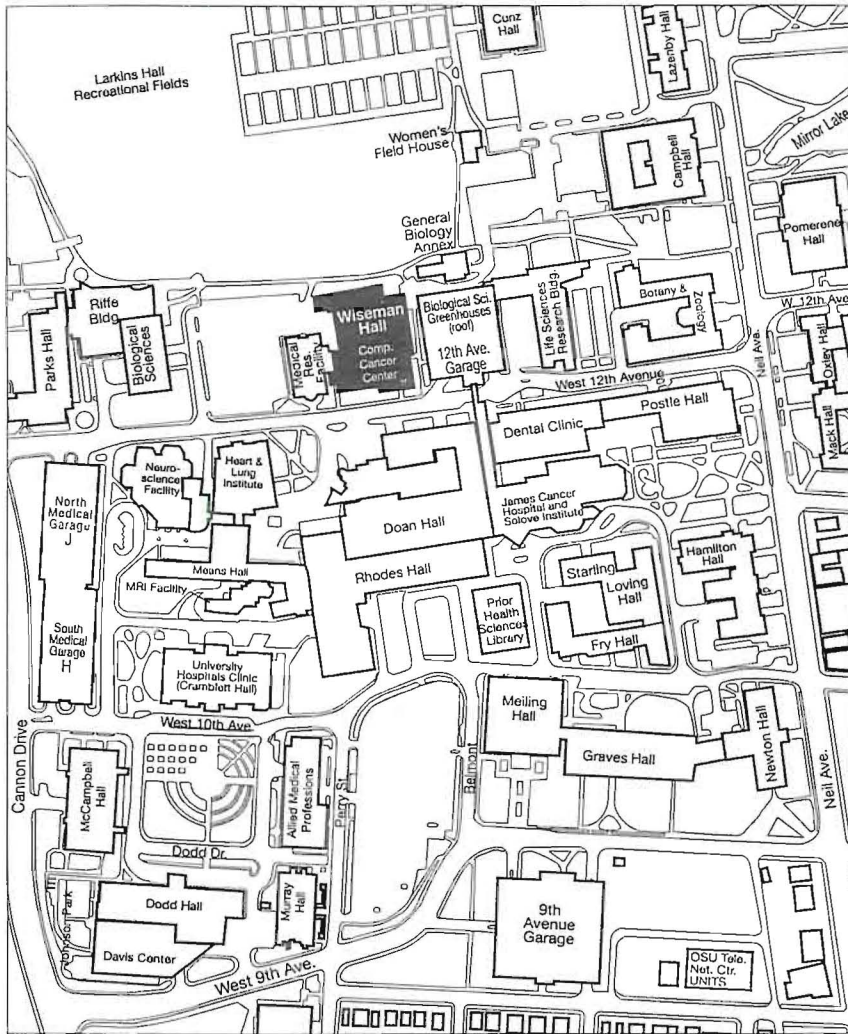 Cunz
Hall
Lazenby Hall
Larkins Hall
Recreational Fields
Mirror Lake
Women's
Field House
Campbell
Hall
Pomerene
Hall
General
Biology
Annex
W. 12th Ave
Riffe
Bldg.
Biological
Sciences
Parks Hall
Wiseman
Hall
Comp.
Cancer
Center
Medical
Res.
Facility
Biological Sci.
Greenhouses
(roof)
12th Ave.
Garage
Life Sciences
Research Bldg.
Botany &
Zoology
Neil Ave.
Oxley Hall
Mack Hall
West 12th Avenue
Postle Hall
Dental Clinic
Neuro-
science
Facility
Heart &
Lung
Institute
North
Medical
Garage
J
James Cancer
Hospital and
Solove Institute
Doan Hall
Means Hall
Rhodes Hall
MRI Facility
Starling
Loving
Hall
Hamilton
Hall
Prior
Health
Sciences
Library
Fry Hall
South
Medical
Garage
H
University
Hospitals Clinic
(Cramblett Hall)
Meiling
Hall
West 10th Ave
Cannon Drive
Graves Hall
Newton Hall
Neil Ave.
McCampbell
Hall
Allied Medical
Professions
Perry St
Belmont
Dodd Dr.
Dodd Hall
Murray
Hall
Davis Center
9th
Avenue
Garage
West 9th Ave.
OSU Tele.
Net. Ctr.
UNITS